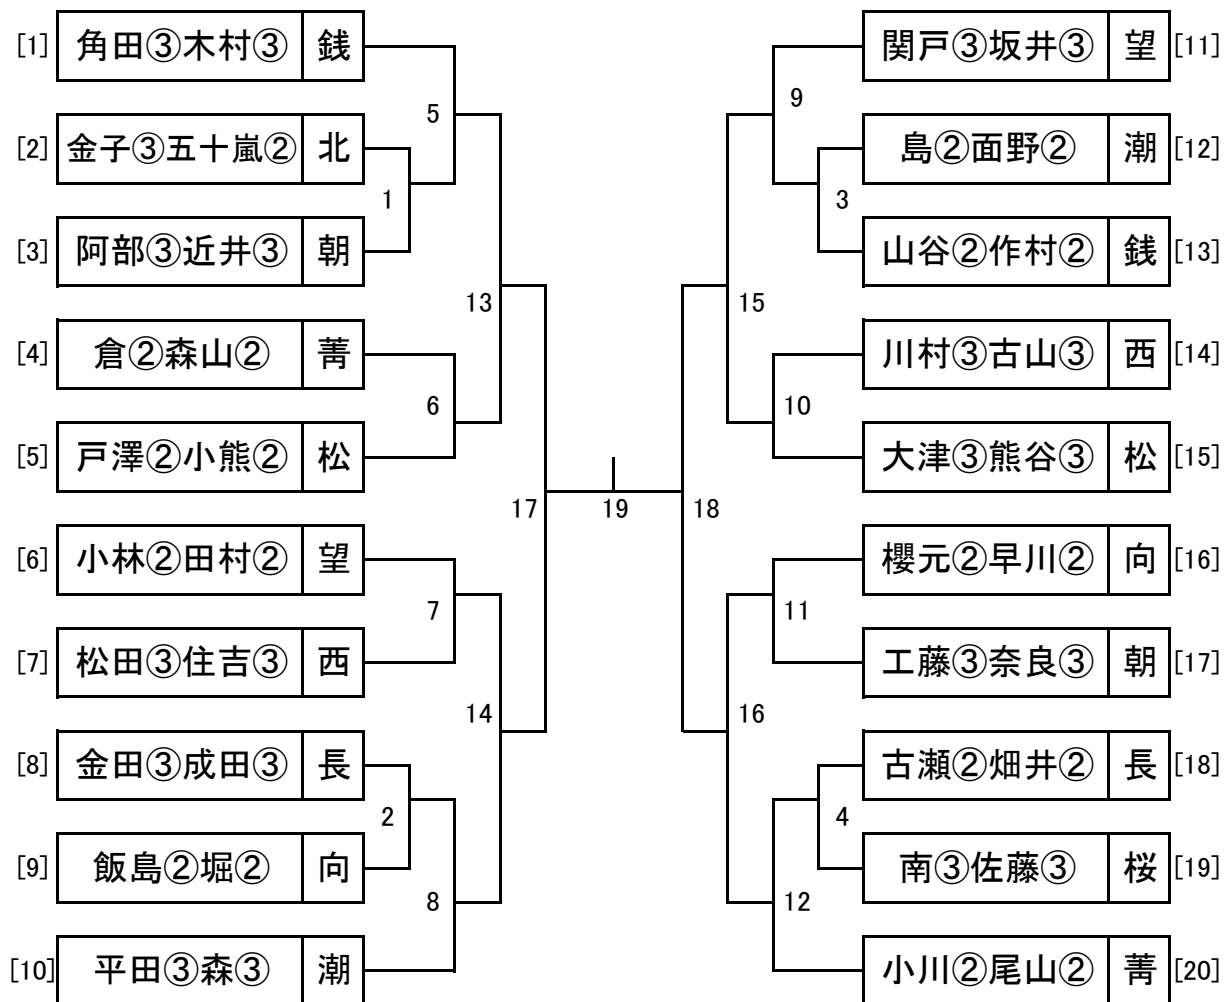 [1] 角田③木村③ 銭
[2] 金子③五十嵐② 北
[3] 阿部③近井③ 朝
[4] 倉②森山② 菁
[5] 戸澤②小熊② 松
[6] 小林②田村② 望
[7] 松田③住吉③ 西
[8] 金田③成田③ 長
[9] 飯島②堀② 向
[10] 平田③森③ 潮
5
1
13
6
17
7
14
2
8
19
関戸③坂井③ 望 [11]
島②面野② 潮 [12]
山谷②作村② 銭 [13]
川村③古山③ 西 [14]
大津③熊谷③ 松 [15]
櫻元②早川② 向 [16]
工藤③奈良③ 朝 [17]
古瀬②畑井② 長 [18]
南③佐藤③ 桜 [19]
小川②尾山② 菁 [20]
9
3
15
10
18
11
16
4
12